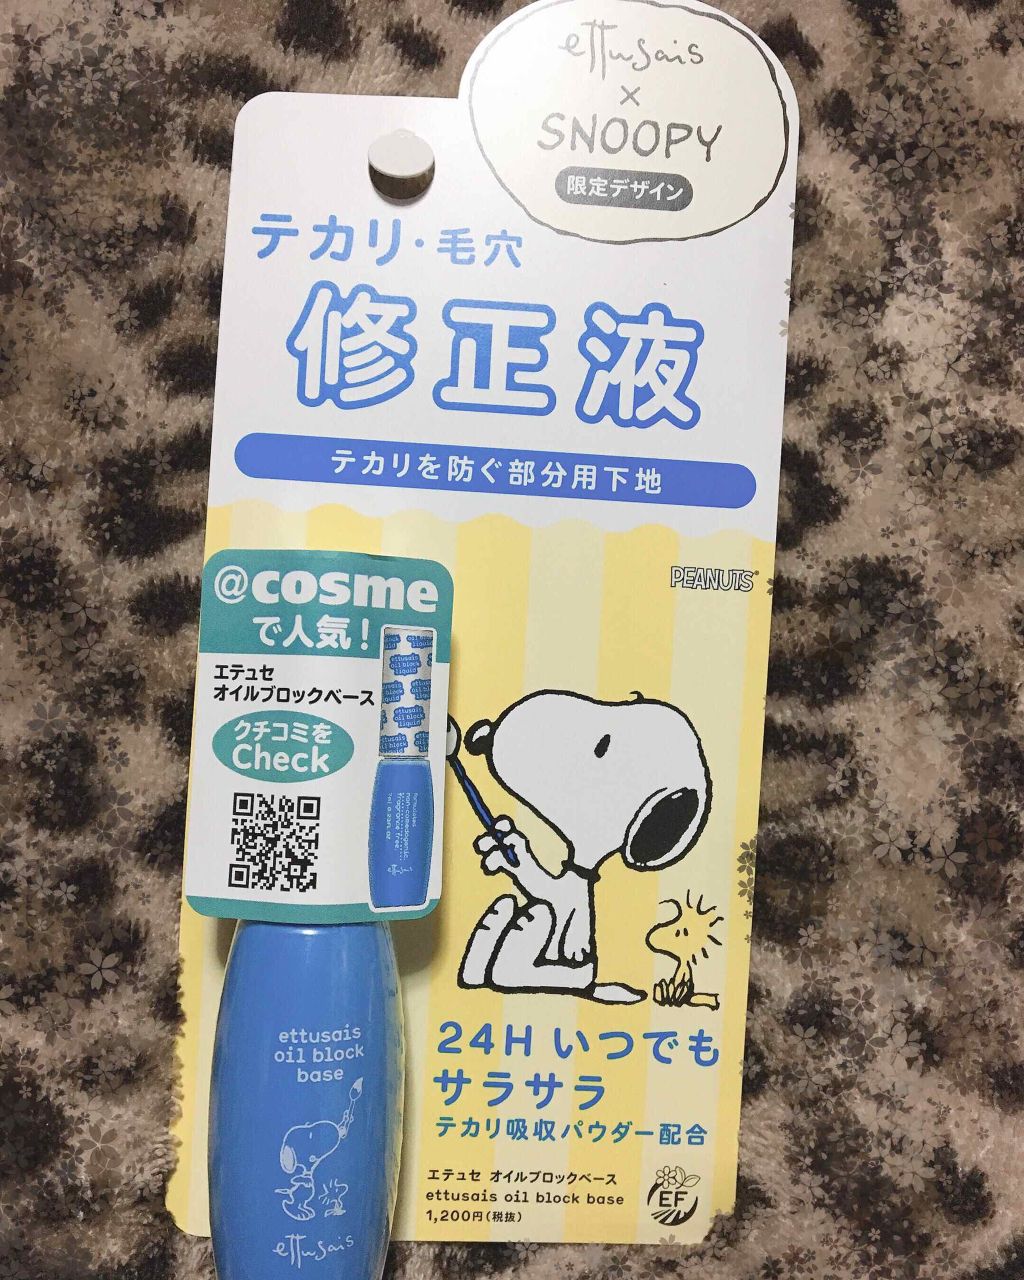 ettusais
×
SNOOPY
限定デザイン
テカリ・毛穴
修正液
テカリを防ぐ部分用下地
PEANUTS
@cosme
で人気!
エテュセ
オイルブロックベース
クチコミを
Check
ettusais
oil block
liquid
ettusais
oil block
base
ettusais
24H いつでも
サラサラ
テカリ吸収パウダー配合
エテュセ オイルブロックベース
ettusais oil block base
1,200円(税抜)
EF